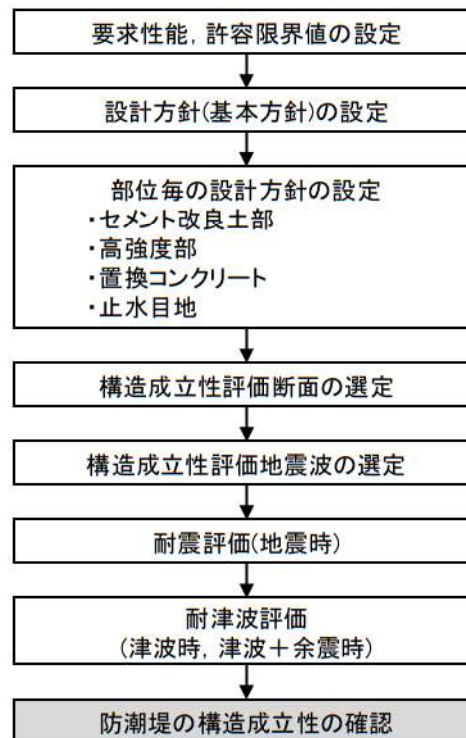 要求性能，許容限界値の設定
設計方針(基本方針)の設定
部位毎の設計方針の設定
・セメント改良土部
・高強度部
・置換コンクリート
・止水目地
構造成立性評価断面の選定
構造成立性評価地震波の選定
耐震評価(地震時)
耐津波評価
(津波時，津波＋余震時)
防潮堤の構造成立性の確認